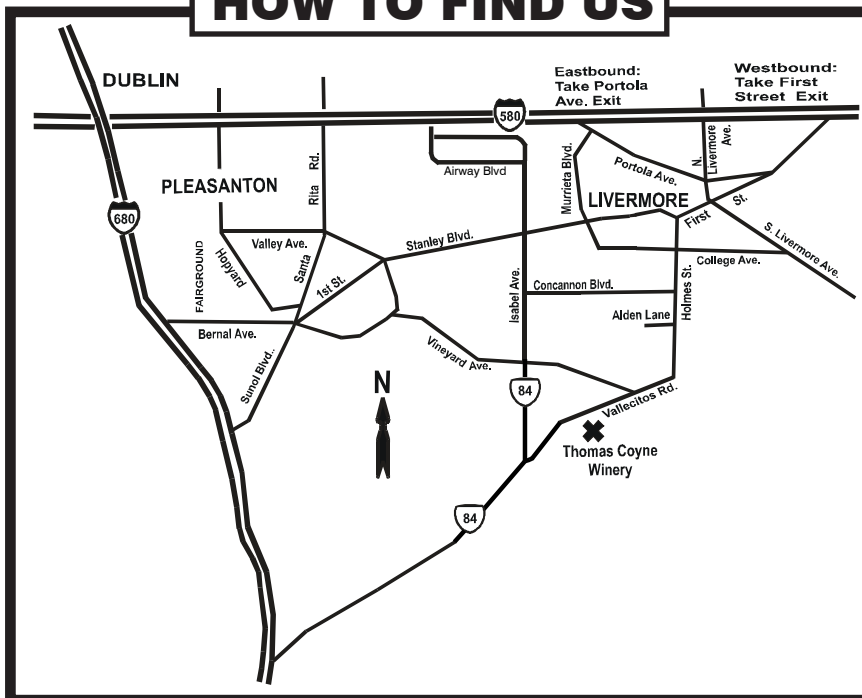 HOW TO FIND US
DUBLIN
Eastbound:
Take Portola
Ave. Exit
Westbound:
Take First
Street Exit
580
Airway Blvd
Murrieta Blvd.
Portola Ave.
N.
Livermore
Ave.
PLEASANTON
Santa Rita Rd.
LIVERMORE
First St.
680
Valley Ave.
Stanley Blvd.
S. Livermore Ave.
FAIRGROUND
Hopyard
1st St.
College Ave.
Isabel Ave.
Concannon Blvd.
Holmes St.
Alden Lane
Bernal Ave.
Sunol Blvd..
Vineyard Ave.
N
84
Vallecitos Rd.
Thomas Coyne
Winery
84